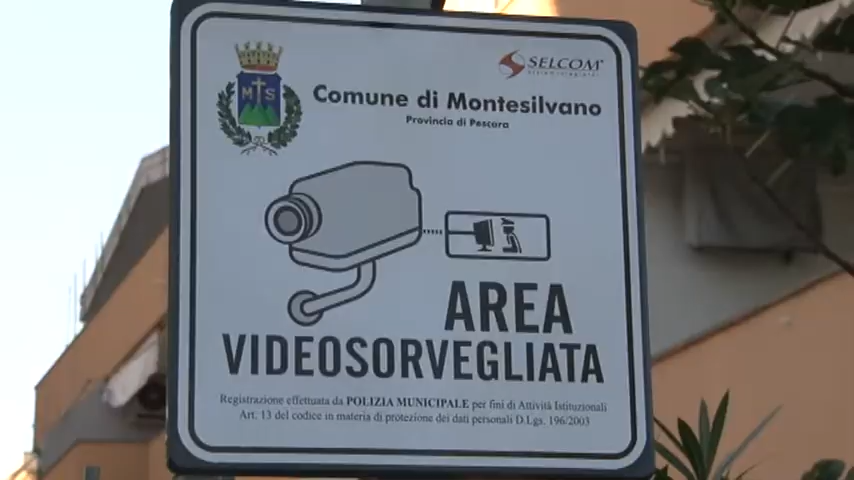 SELCOM
M S
Comune di Montesilvano
Provincia di Pescara
AREA
VIDEOSORVEGLIATA
Registrazione effettuata da POLIZIA MUNICIPALE per fini di Attività Istituzionali
Art. 13 del codice in materia di protezione dei dati personali D.Lgs. 196/2003